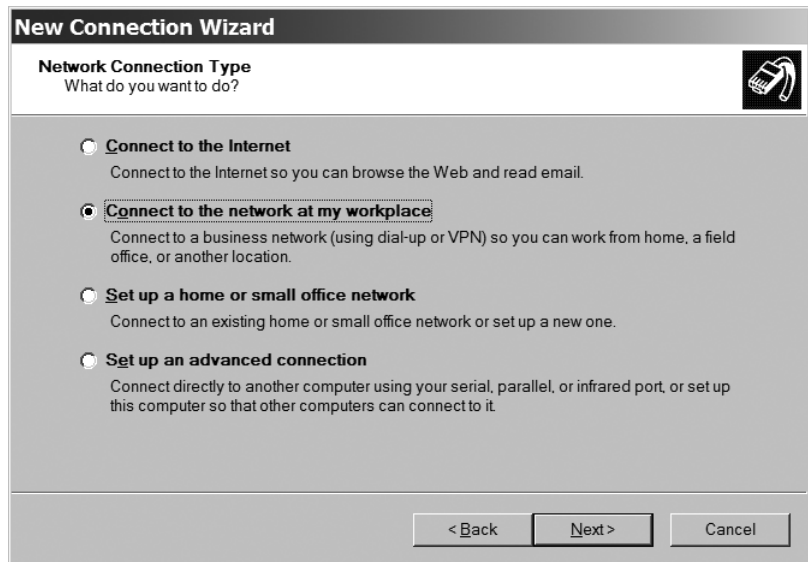 New Connection Wizard
Network Connection Type
What do you want to do?
Connect to the Internet
Connect to the Internet so you can browse the Web and read email.
Connect to the network at my workplace
Connect to a business network (using dial-up or VPN) so you can work from home, a field
office, or another location.
Set up a home or small office network
Connect to an existing home or small office network or set up a new one.
Set up an advanced connection
Connect directly to another computer using your serial, parallel, or infrared port, or set up
this computer so that other computers can connect to it.
< Back Next > Cancel